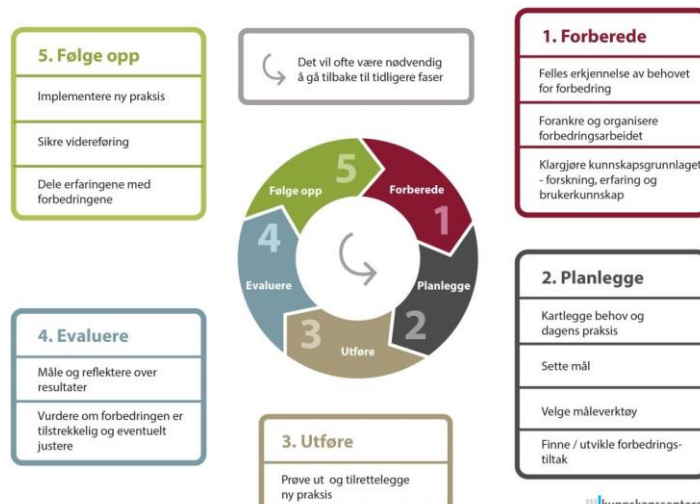 5. Følge opp
Implementere ny praksis
Sikre videreføring
Dele erfaringene med
forbedringene
Det vil ofte være nødvendig
å gå tilbake til tidligere faser
1. Forberede
Felles erkjennelse av behovet
for forbedring
Forankre og organisere
forbedringsarbeidet
Klargjøre kunnskapsgrunnlaget
- forskning, erfaring og
brukerkunnskap
5
Følge opp
Forberede
1
4
Evaluere
Planlegge
2
3
Utføre
2. Planlegge
Kartlegge behov og
dagens praksis
Sette mål
Velge måleverktøy
Finne / utvikle forbedrings-
tiltak
4. Evaluere
Måle og reflektere over
resultater
Vurdere om forbedringen er
tilstrekkelig og eventuelt
justere
3. Utføre
Prøve ut og tilrettelegge
ny praksis